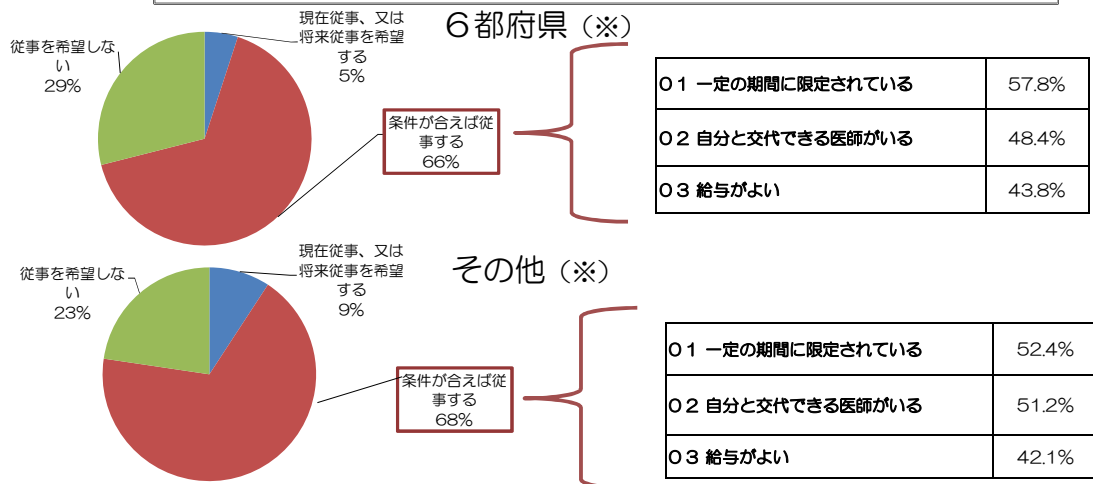 6都府県（※）
現在従事、又は
将来従事を希望
する
5%
従事を希望しな
い
29%
条件が合えば従
事する
66%
01 一定の期間に限定されている 57.8%
02 自分と交代できる医師がいる 48.4%
03 給与がよい 43.8%
その他（※）
現在従事、又は
将来従事を希望
する
9%
従事を希望しな
い
23%
条件が合えば従
事する
68%
01 一定の期間に限定されている 52.4%
02 自分と交代できる医師がいる 51.2%
03 給与がよい 42.1%